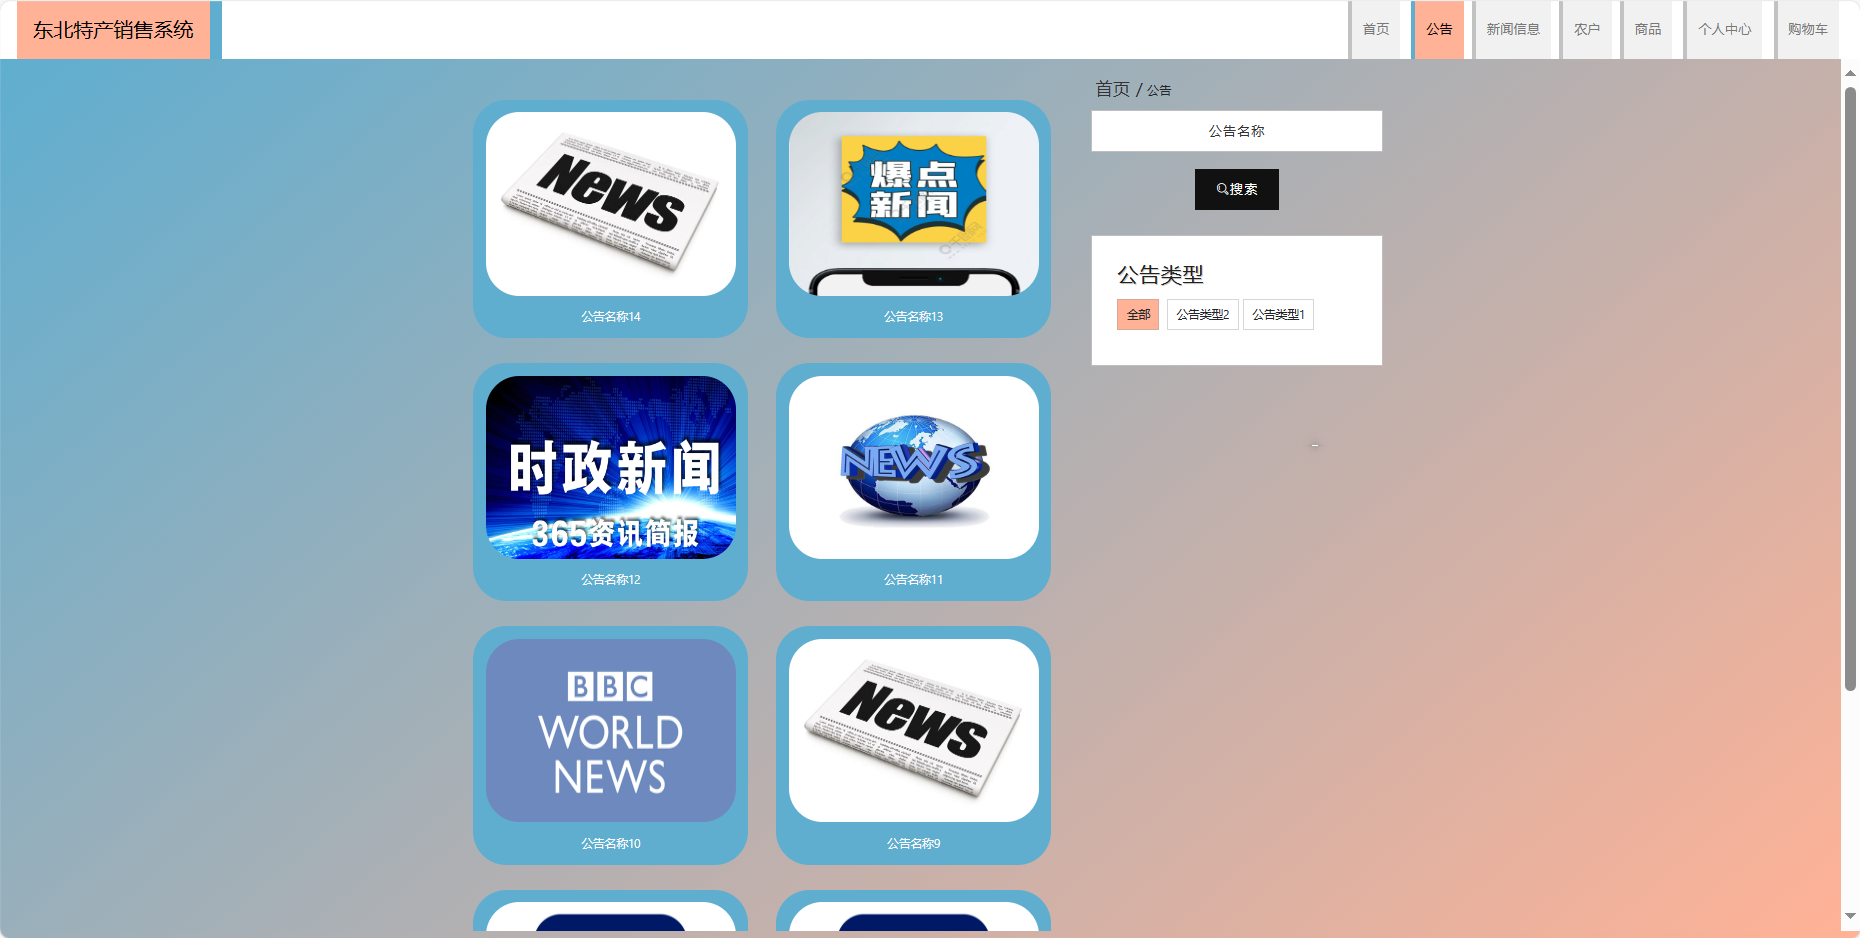 东北特产销售系统
首页
公告
新闻信息
农户
商品
个人中心
购物车
首页 / 公告
公告名称
搜索
公告类型
全部
公告类型2
公告类型1
News
公告名称14
爆点
新闻
公告名称13
时政新闻
365资讯简报
公告名称12
NEWS
公告名称11
BBC
WORLD
NEWS
公告名称10
News
公告名称9